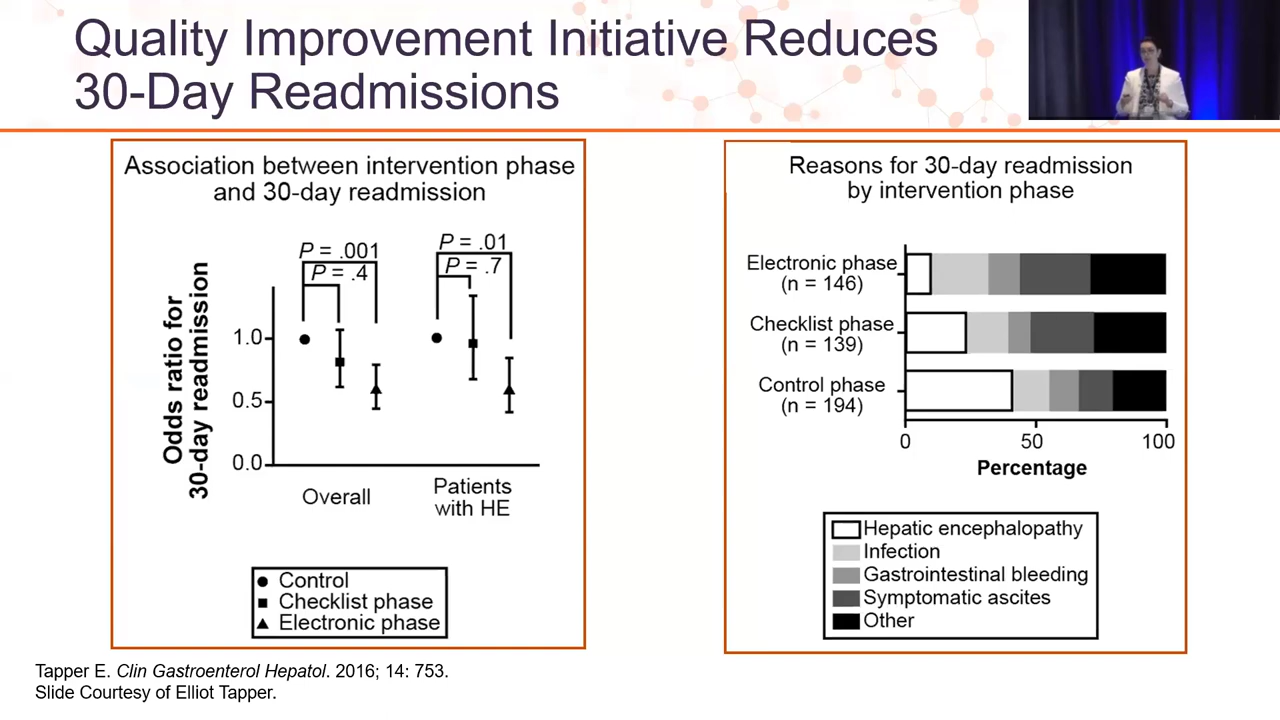 Quality Improvement Initiative Reduces
30-Day Readmissions
Association between intervention phase
and 30-day readmission
P = .001
P = .4
P = .01
P = .7
Odds ratio for
30-day readmission
1.0
0.5
0.0
Overall
Patients
with HE
Control
Checklist phase
Electronic phase
Reasons for 30-day readmission
by intervention phase
Electronic phase
(n = 146)
Checklist phase
(n = 139)
Control phase
(n = 194)
0 50 100
Percentage
Hepatic encephalopathy
Infection
Gastrointestinal bleeding
Symptomatic ascites
Other
Tapper E. Clin Gastroenterol Hepatol. 2016; 14: 753.
Slide Courtesy of Elliot Tapper.